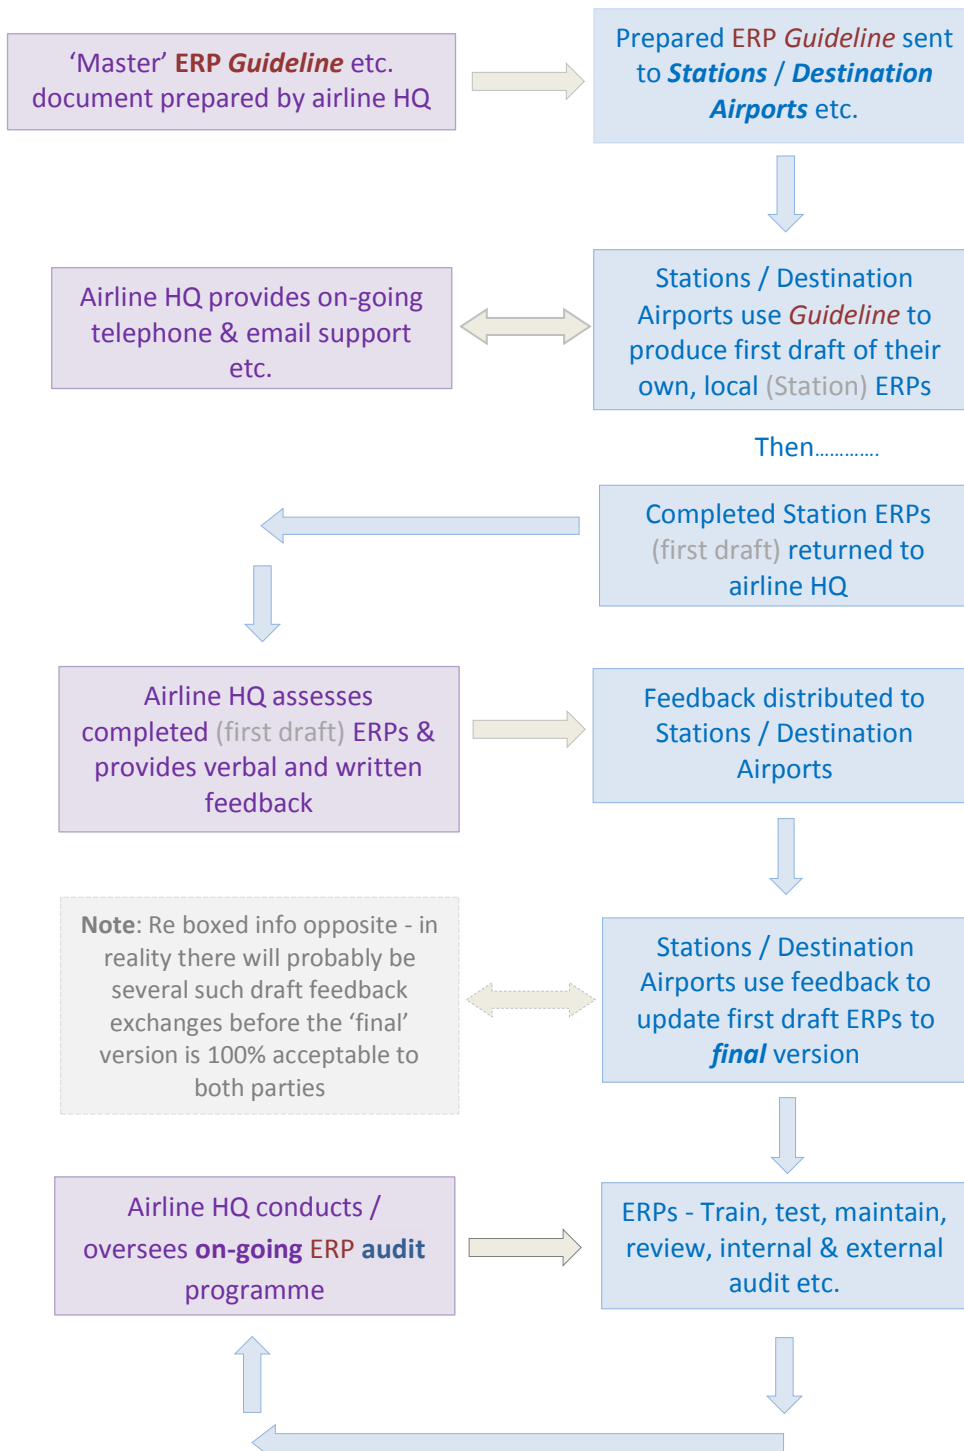 ‘Master’ ERP Guideline etc.
document prepared by airline HQ
Prepared ERP Guideline sent
to Stations / Destination
Airports etc.
Airline HQ provides on-going
telephone & email support
etc.
Stations / Destination
Airports use Guideline to
produce first draft of their
own, local (Station) ERPs
Then………….
Completed Station ERPs
(first draft) returned to
airline HQ
Airline HQ assesses
completed (first draft) ERPs &
provides verbal and written
feedback
Feedback distributed to
Stations / Destination
Airports
Note: Re boxed info opposite - in
reality there will probably be
several such draft feedback
exchanges before the ‘final’
version is 100% acceptable to
both parties
Stations / Destination
Airports use feedback to
update first draft ERPs to
final version
Airline HQ conducts /
oversees on-going ERP audit
programme
ERPs - Train, test, maintain,
review, internal & external
audit etc.